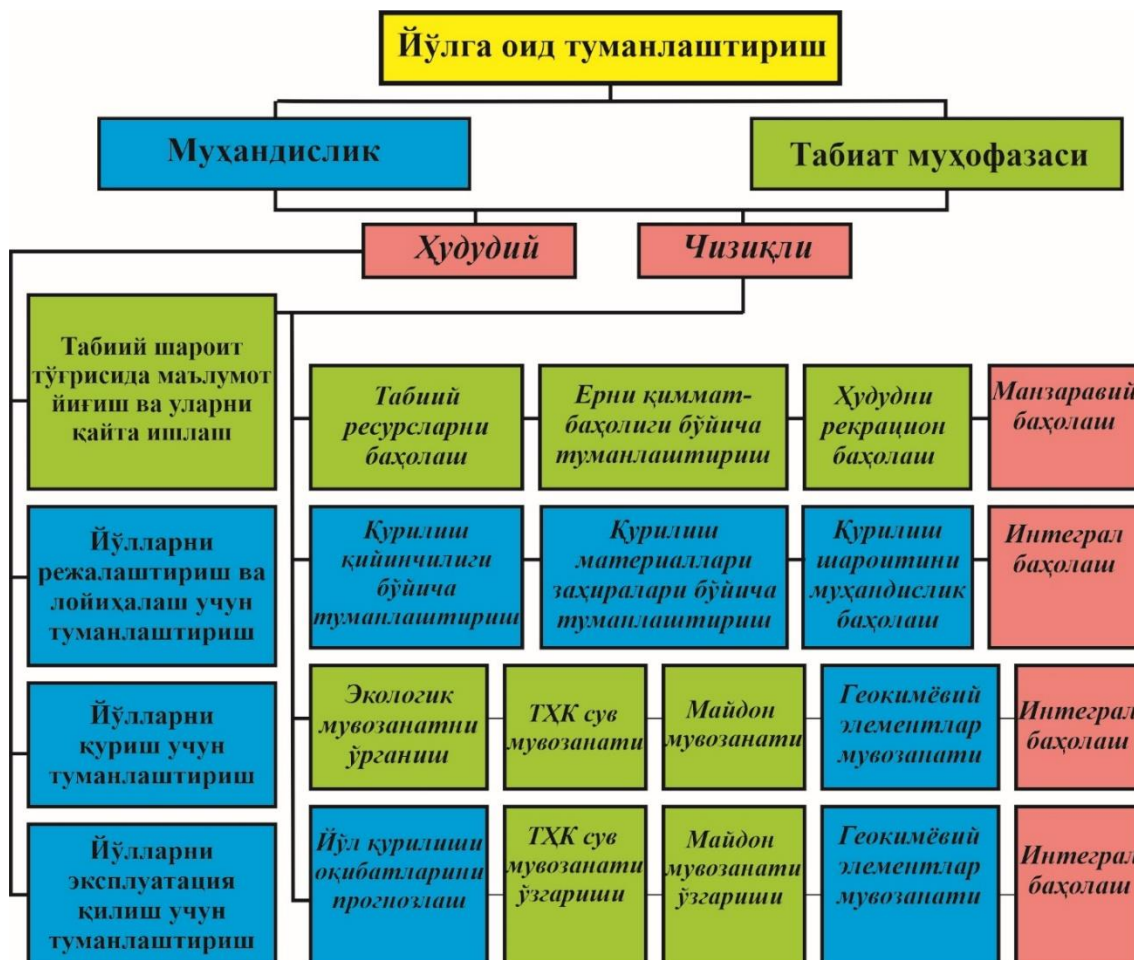 Йўлга оид туманлаштириш
Муҳандислик
Табиат муҳофазаси
Ҳудудий
Чизиқли
Табиий шароит
тўғрисида маълумот
йиғиш ва уларни
қайта ишлаш
Табиий
ресурсларни
баҳолаш
Ерни қиммат-
баҳолиги бўйича
туманлаштириш
Ҳудудни
рекрацион
баҳолаш
Манзаравий
баҳолаш
Йўлларни
режалаштириш ва
лойиҳалаш учун
туманлаштириш
Қурилиш
қийинчилиги
бўйича
туманлаштириш
Қурилиш
материаллари
заҳиралари бўйича
туманлаштириш
Қурилиш
шароитини
муҳандислик
баҳолаш
Интеграл
баҳолаш
Йўлларни
қуриш учун
туманлаштириш
Экологик
мувозанатни
ўрганиш
ТҲК сув
мувозанати
Майдон
мувозанати
Геокимёвий
элементлар
мувозанати
Интеграл
баҳолаш
Йўлларни
эксплуатация
қилиш учун
туманлаштириш
Йўл қурилиши
оқибатларини
прогнозлаш
ТҲК сув
мувозанати
ўзгариши
Майдон
мувозанати
ўзгариши
Геокимёвий
элементлар
мувозанати
Интеграл
баҳолаш